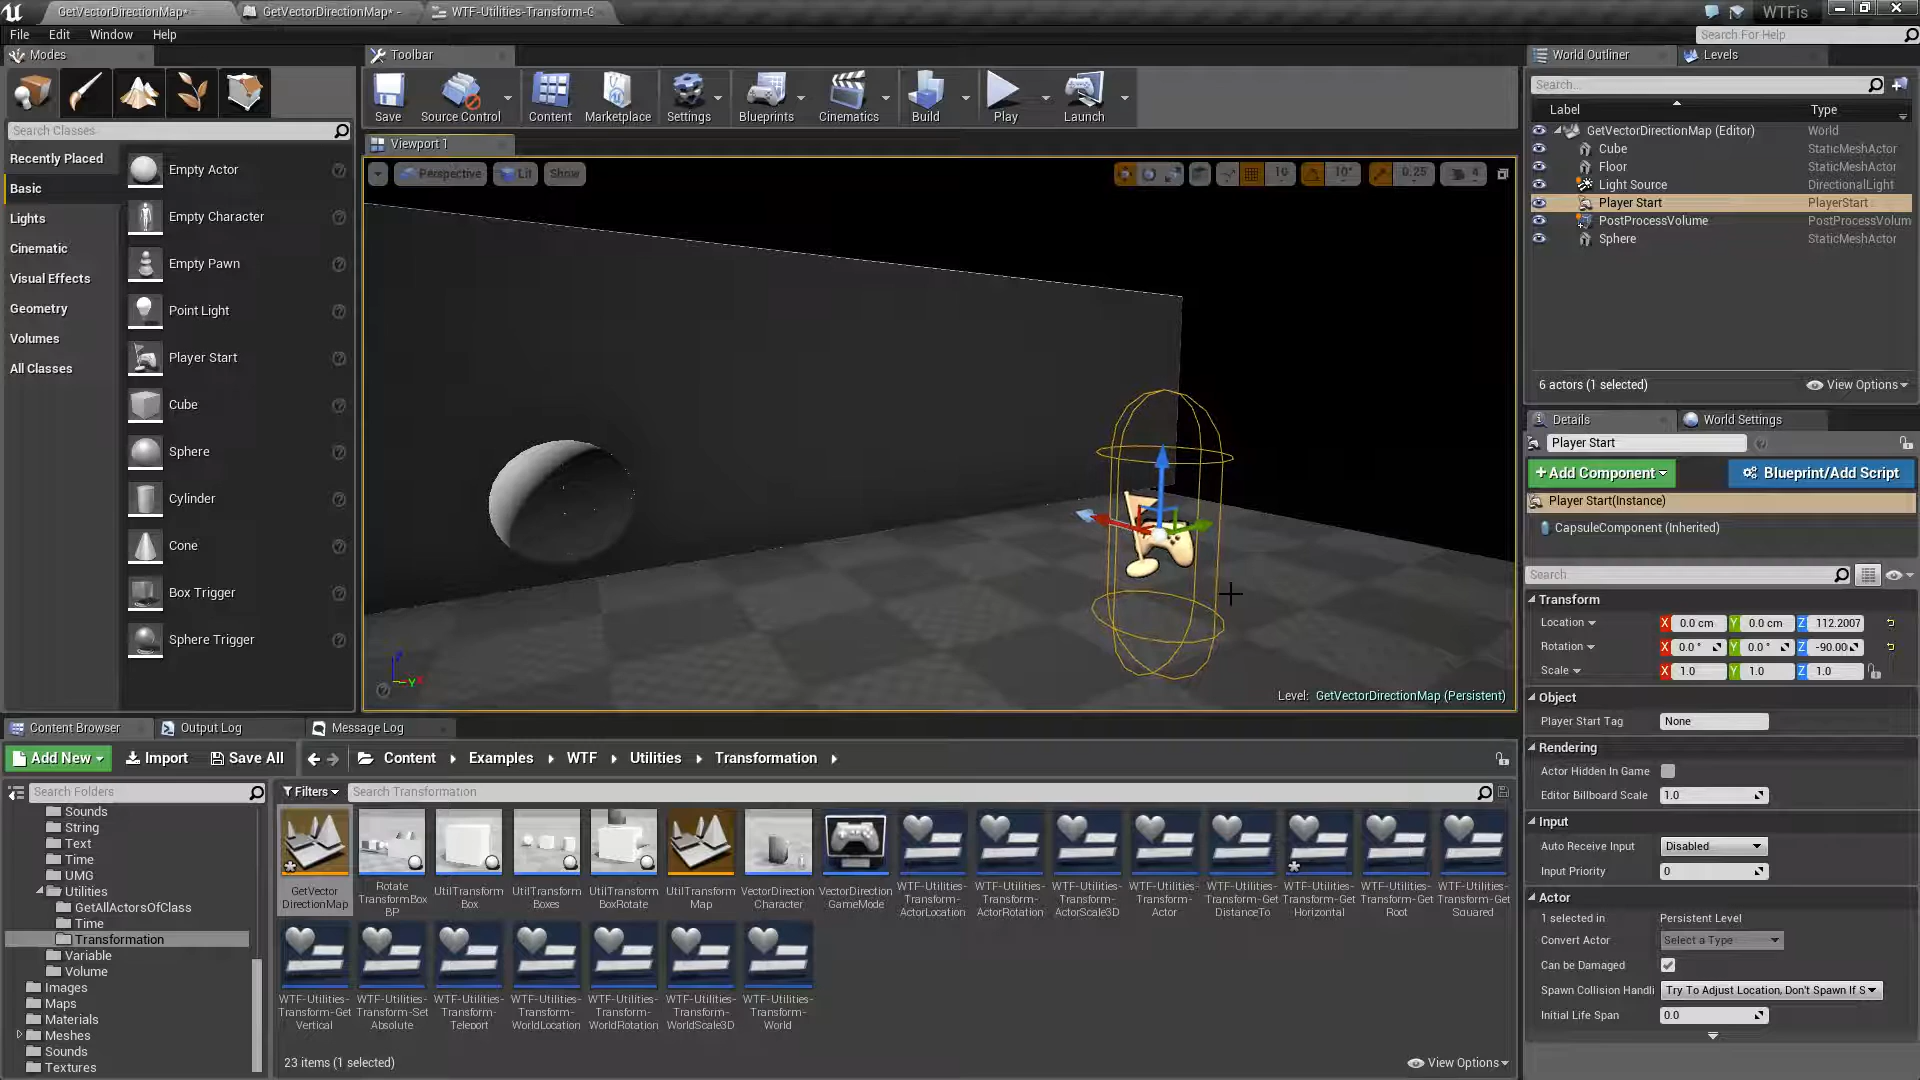 GetVectorDirectionMap*
GetVectorDirectionMap* -
WTF-Utilities-Transform-G
WTFis
File Edit Window Help
Search For Help
Modes
Toolbar
World Outliner
Levels
Save
Source Control
Content
Marketplace
Settings
Blueprints
Cinematics
Build
Play
Launch
Search Classes
Search...
Label
Type
Viewport 1
Recently Placed
Basic
Lights
Cinematic
Visual Effects
Geometry
Volumes
All Classes
Empty Actor
Empty Character
Empty Pawn
Point Light
Player Start
Cube
Sphere
Cylinder
Cone
Box Trigger
Sphere Trigger
Perspective
Lit
Show
10
10°
0.25
4
Level: GetVectorDirectionMap (Persistent)
GetVectorDirectionMap (Editor) World
Cube StaticMeshActor
Floor StaticMeshActor
Light Source DirectionalLight
Player Start PlayerStart
PostProcessVolume PostProcessVolum
Sphere StaticMeshActor
6 actors (1 selected)
View Options
Details
World Settings
Player Start
+Add Component
Blueprint/Add Script
Player Start(Instance)
CapsuleComponent (Inherited)
Search
Transform
Location X 0.0 cm Y 0.0 cm Z 112.2007
Rotation X 0.0 ° Y 0.0 ° Z -90.00
Scale X 1.0 Y 1.0 Z 1.0
Object
Player Start Tag None
Rendering
Actor Hidden In Game
Editor Billboard Scale 1.0
Input
Auto Receive Input Disabled
Input Priority 0
Actor
1 selected in Persistent Level
Convert Actor Select a Type
Can be Damaged
Spawn Collision Handli Try To Adjust Location, Don't Spawn If S
Initial Life Span 0.0
Content Browser
Output Log
Message Log
Add New
Import
Save All
Content
Examples
WTF
Utilities
Transformation
Search Folders
Filters
Search Transformation
Sounds
String
Text
Time
UMG
Utilities
GetAllActorsOfClass
Time
Transformation
Variable
Volume
Images
Maps
Materials
Meshes
Sounds
Textures
GetVector
DirectionMap
Rotate
TransformBox
BP
UtilTransform
Box
UtilTransform
Boxes
UtilTransform
BoxRotate
UtilTransform
Map
VectorDirection
Character
VectorDirection
GameMode
WTF-Utilities-
Transform-
ActorLocation
WTF-Utilities-
Transform-
ActorRotation
WTF-Utilities-
Transform-
ActorScale3D
WTF-Utilities-
Transform-
Actor
WTF-Utilities-
Transform-Get
DistanceTo
WTF-Utilities-
Transform-Get
Horizontal
WTF-Utilities-
Transform-Get
Root
WTF-Utilities-
Transform-Get
Squared
WTF-Utilities-
Transform-Get
Vertical
WTF-Utilities-
Transform-Set
Absolute
WTF-Utilities-
Transform-
Teleport
WTF-Utilities-
Transform-
WorldLocation
WTF-Utilities-
Transform-
WorldRotation
WTF-Utilities-
Transform-
WorldScale3D
WTF-Utilities-
Transform-
World
23 items (1 selected)
View Options